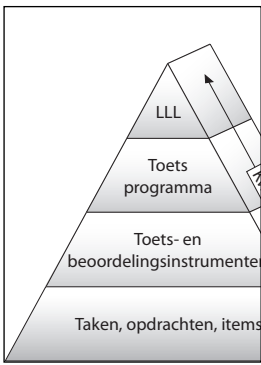 LLL
Toets
programma
Toets- en
beoordelingsinstrumenten
Taken, opdrachten, items